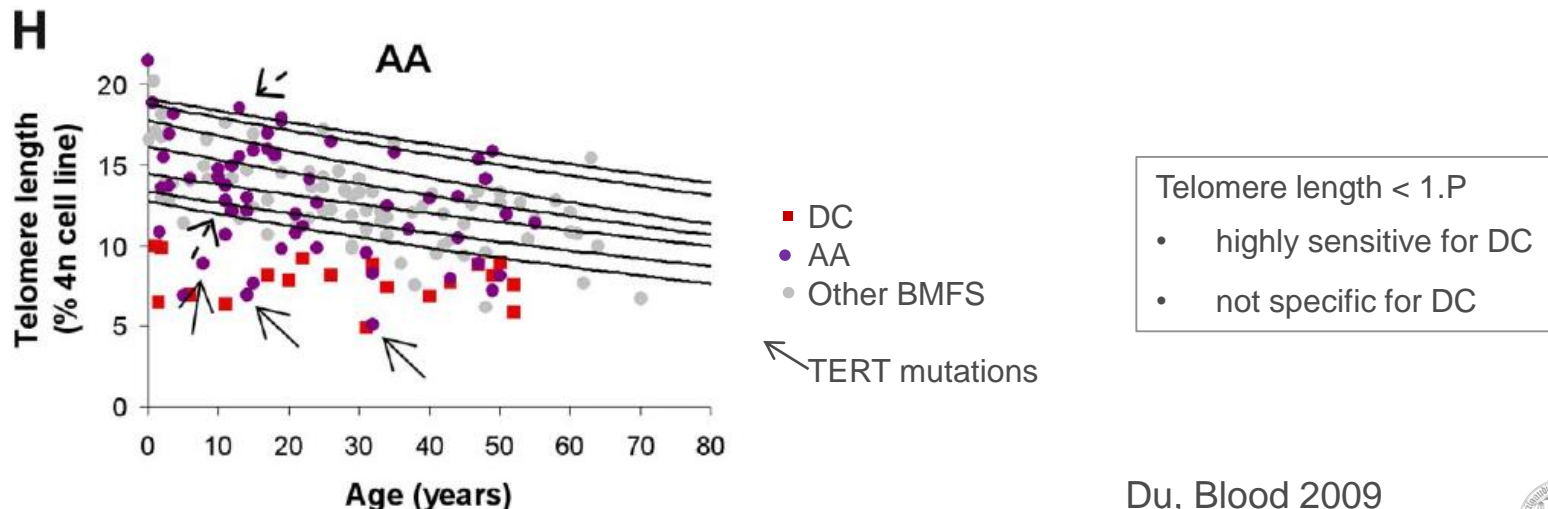 H
AA
Telomere length
(% 4n cell line)
20
15
10
5
0
0 10 20 30 40 50 60 70 80
Age (years)
DC
AA
Other BMFS
TERT mutations
Telomere length < 1.P
• highly sensitive for DC
• not specific for DC
Du, Blood 2009